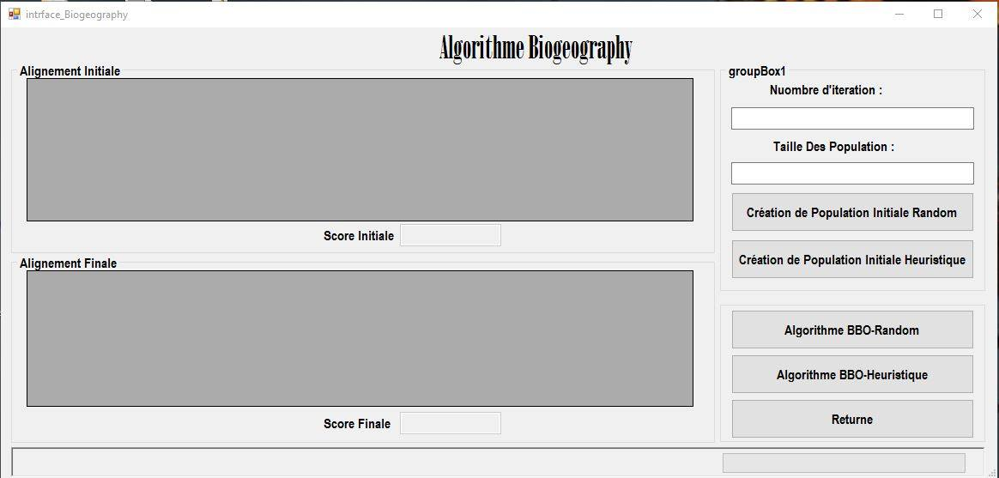 intrface_Biogeography
Algorithme Biogeography
Alignement Initiale
Score Initiale
Alignement Finale
Score Finale
groupBox1
Nuombre d'iteration :
Taille Des Population :
Création de Population Initiale Random
Création de Population Initiale Heuristique
Algorithme BBO-Random
Algorithme BBO-Heuristique
Returne